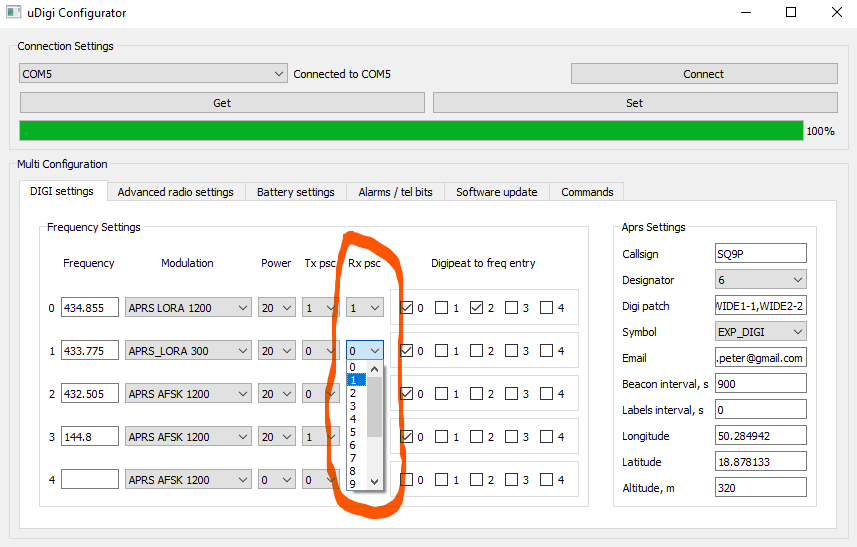 uDigi Configurator
Connection Settings
COM5 Connected to COM5 Connect
Get Set
100%
Multi Configuration
DIGI settings Advanced radio settings Battery settings Alarms / tel bits Software update Commands
Frequency Settings
Frequency Modulation Power Tx psc Rx psc Digipeat to freq entry
0 434.855 APRS LORA 1200 20 1 1 0 1 2 3 4
1 433.775 APRS_LORA 300 20 0 0 0 1 2 3 4
2 432.505 APRS AFSK 1200 20 0 0 1 2 3 4
3 144.8 APRS AFSK 1200 20 1 0 1 2 3 4
4 APRS AFSK 1200 0 0 0 1 2 3 4
0
1
2
3
4
5
6
7
8
9
Aprs Settings
Callsign SQ9P
Designator 6
Digi patch WIDE1-1,WIDE2-2
Symbol EXP_DIGI
Email .peter@gmail.com
Beacon interval, s 900
Labels interval, s 0
Longitude 50.284942
Latitude 18.878133
Altitude, m 320